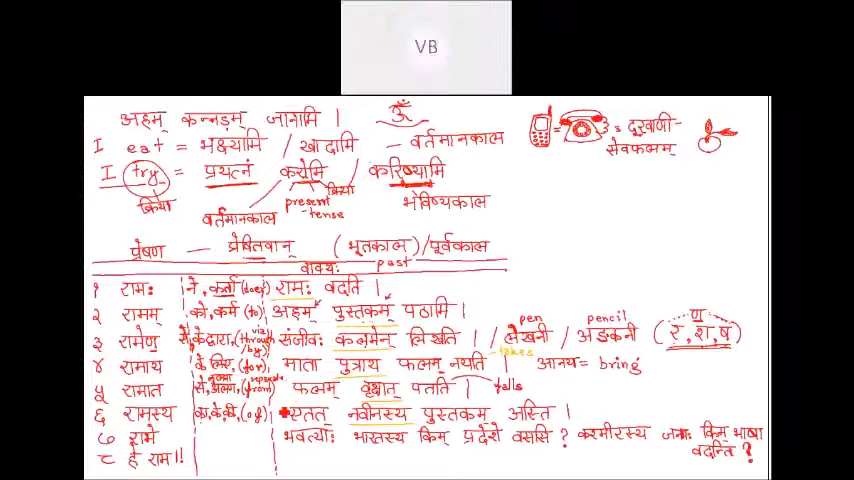 VB
अहम् कन्नडम् जानामि । ॐ
= दूरवाणी-
सेवफलम्
I eat = भक्ष्यामि / खादामि – वर्तमानकाल
I try = प्रयत्नं करोमि करिष्यामि
क्रिया वर्तमानकाल present-tense क्रिया भविष्यकाल
प्रेषण – प्रेषितवान् (भूतकाल)/पूर्वकाल
वाक्यः past
१ रामः ने, कर्ता (doer) रामः वदति ।
२ रामम् को, कर्म (to) अहम् पुस्तकम् पठामि ।
३ रामेण से, के द्वारा, (through/by) via संजीवः कलमेन लिखति । / लेखनी pen / अङकनी pencil (र, श, ष) ण
४ रामाय के लिए, (for) माता पुत्राय फलम् नयति । takes आनय = bring
५ रामात् से, अलग, (from) separate फलम् वृक्षात् पतति । falls
६ रामस्य का, के, की, (of) एतत् नवीनस्य पुस्तकम् अस्ति ।
७ रामे भवत्याः भारतस्य किम् प्रदेशे वससि ? कश्मीरस्य जनाः किम् भाषा वदन्ति ?
८ हे राम!!